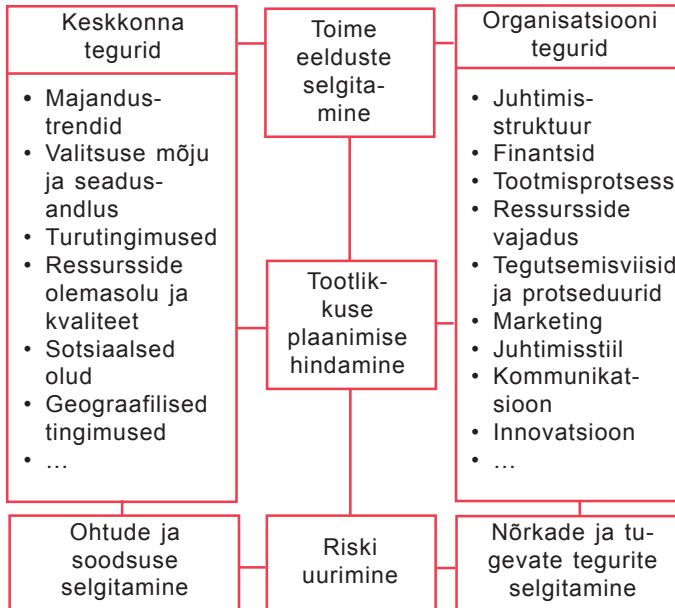 Keskkonna
tegurid
• Majandus-
trendid
• Valitsuse mõju
ja seadus-
andlus
• Turutingimused
• Ressursside
olemasolu ja
kvaliteet
• Sotsiaalsed
olud
• Geograafilised
tingimused
• ...
Ohtude ja
soodsuse
selgitamine
Toime
eelduste
selgita-
mine
Tootlik-
kuse
plaanimise
hindamine
Riski
uurimine
Organisatsiooni
tegurid
• Juhtimis-
struktuur
• Finantsid
• Tootmisprotsess
• Ressursside
vajadus
• Tegutsemisviisid
ja protseduurid
• Marketing
• Juhtimisstiil
• Kommunikat-
sioon
• Innovatsioon
• ...
Nõrkade ja tu-
gevate tegurite
selgitamine